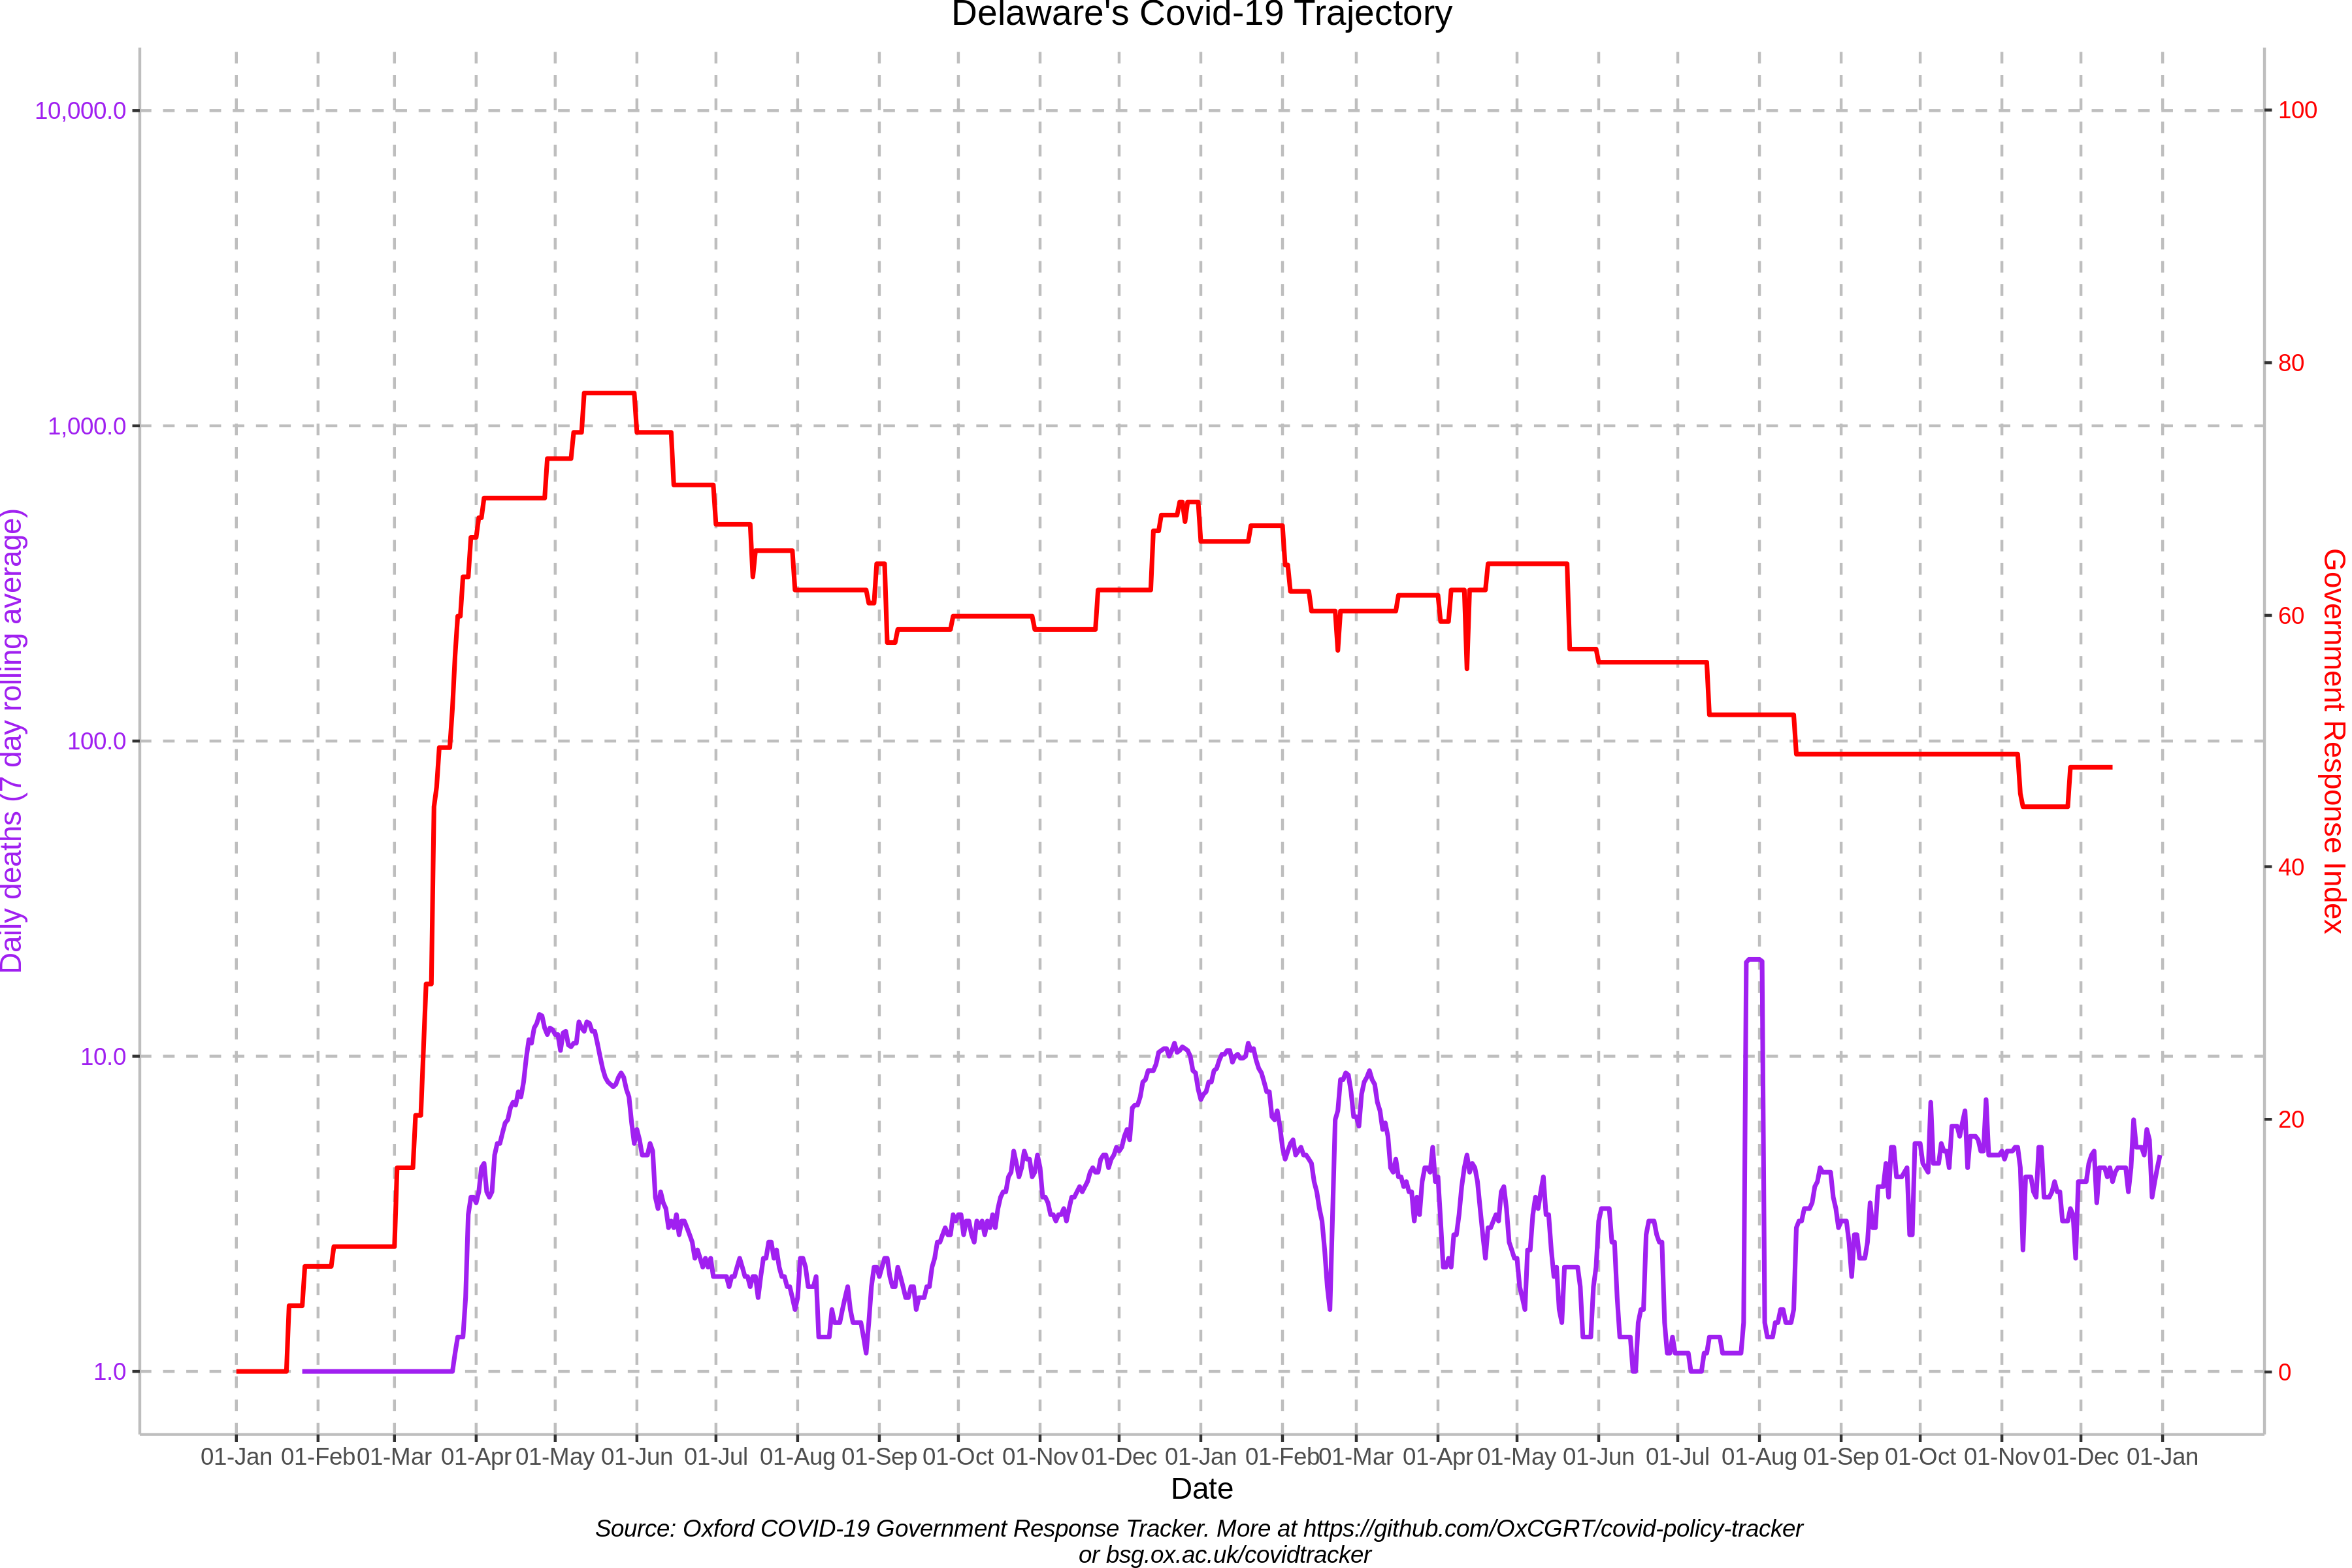 Delaware's Covid-19 Trajectory
10,000.0
1,000.0
100.0
10.0
1.0
Daily deaths (7 day rolling average)
100
80
60
40
20
0
Government Response Index
01-Jan 01-Feb 01-Mar 01-Apr 01-May 01-Jun 01-Jul 01-Aug 01-Sep 01-Oct 01-Nov 01-Dec 01-Jan 01-Feb 01-Mar 01-Apr 01-May 01-Jun 01-Jul 01-Aug 01-Sep 01-Oct 01-Nov 01-Dec 01-Jan
Date
Source: Oxford COVID-19 Government Response Tracker. More at https://github.com/OxCGRT/covid-policy-tracker
or bsg.ox.ac.uk/covidtracker